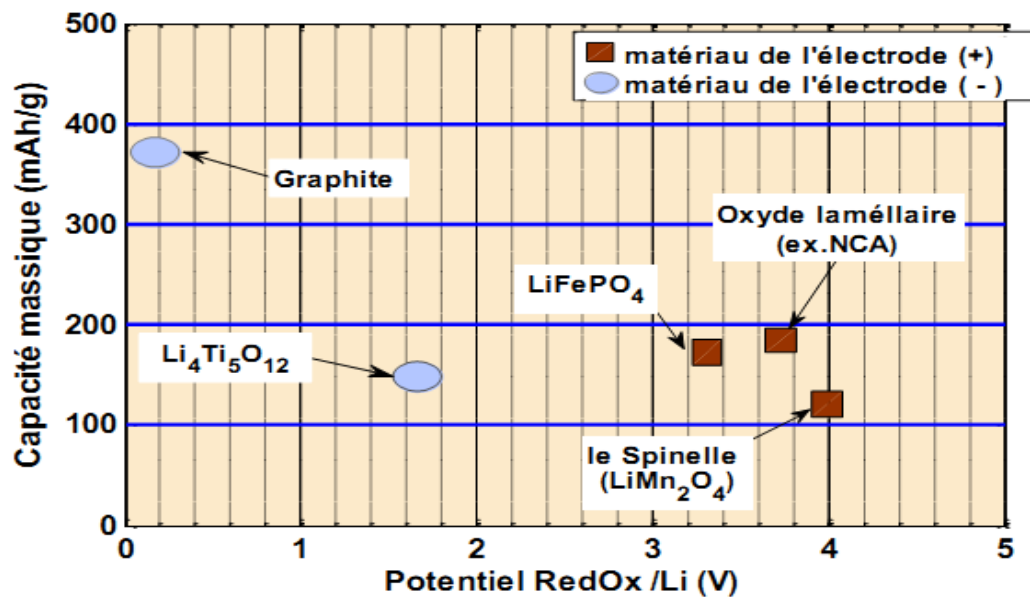 500
400
300
200
100
0
Capacité massique (mAh/g)
matériau de l'électrode (+)
matériau de l'électrode ( - )
Graphite
Oxyde laméllaire
(ex.NCA)
LiFePO4
Li4Ti5O12
le Spinelle
(LiMn2O4)
0 1 2 3 4 5
Potentiel RedOx /Li (V)